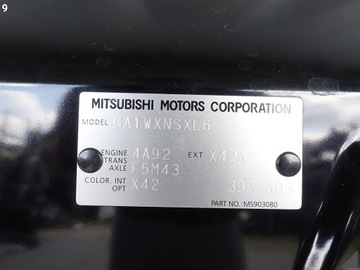 9
MITSUBISHI MOTORS CORPORATION
MODEL GA1WXNSXL6
ENGINE 4A92 EXT X42A
TRANS
AXLE F5M43
COLOR, INT X42
OPT 39P A05
PART NO.: MS903080